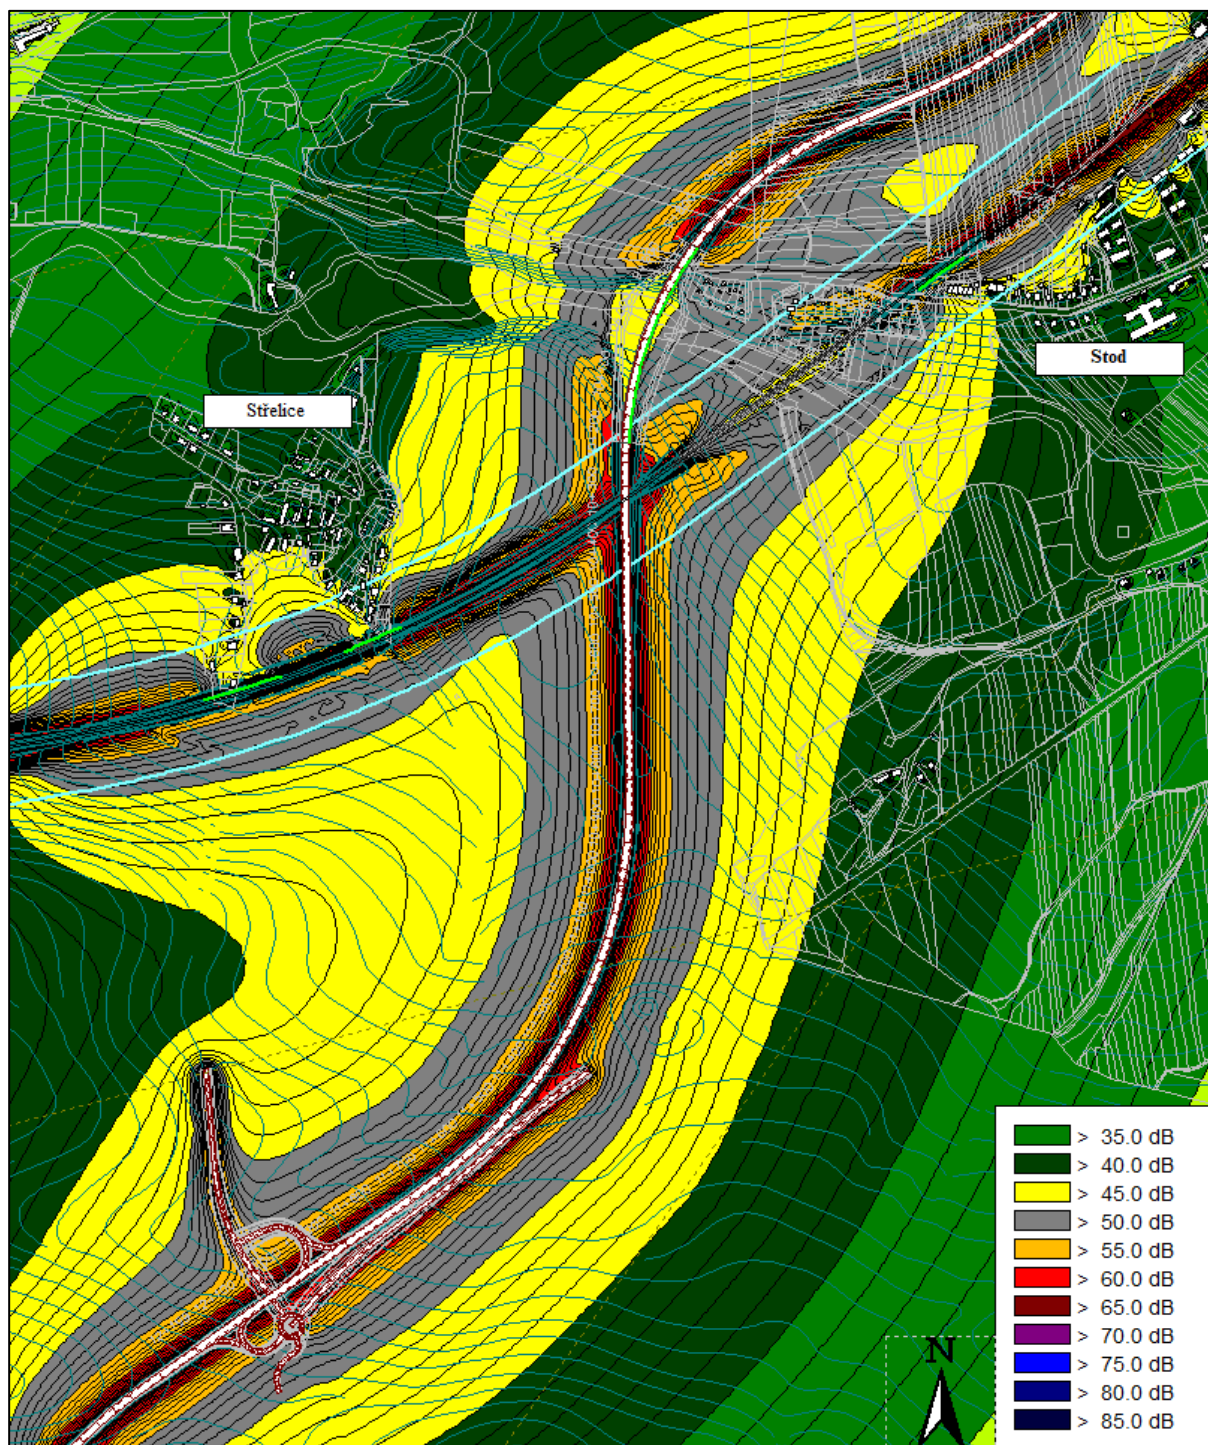 Stod
Střelice
> 35.0 dB
> 40.0 dB
> 45.0 dB
> 50.0 dB
> 55.0 dB
> 60.0 dB
> 65.0 dB
> 70.0 dB
> 75.0 dB
> 80.0 dB
> 85.0 dB
N